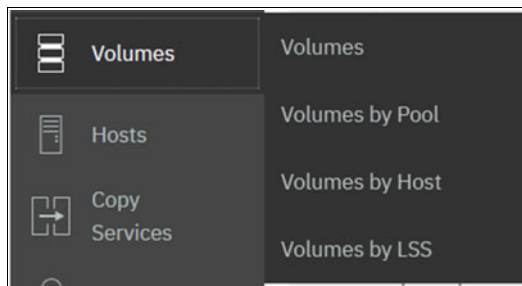 Volumes
Hosts
Copy
Services
Volumes
Volumes by Pool
Volumes by Host
Volumes by LSS